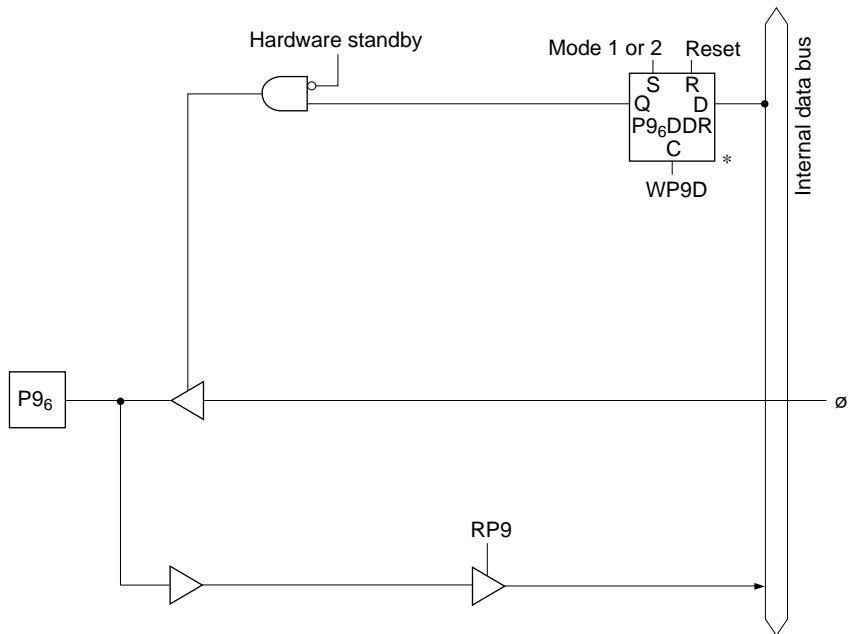 Hardware standby
Mode 1 or 2
Reset
S R
Q D
P9₆DDR
C
*
WP9D
Internal data bus
P9₆
ø
RP9